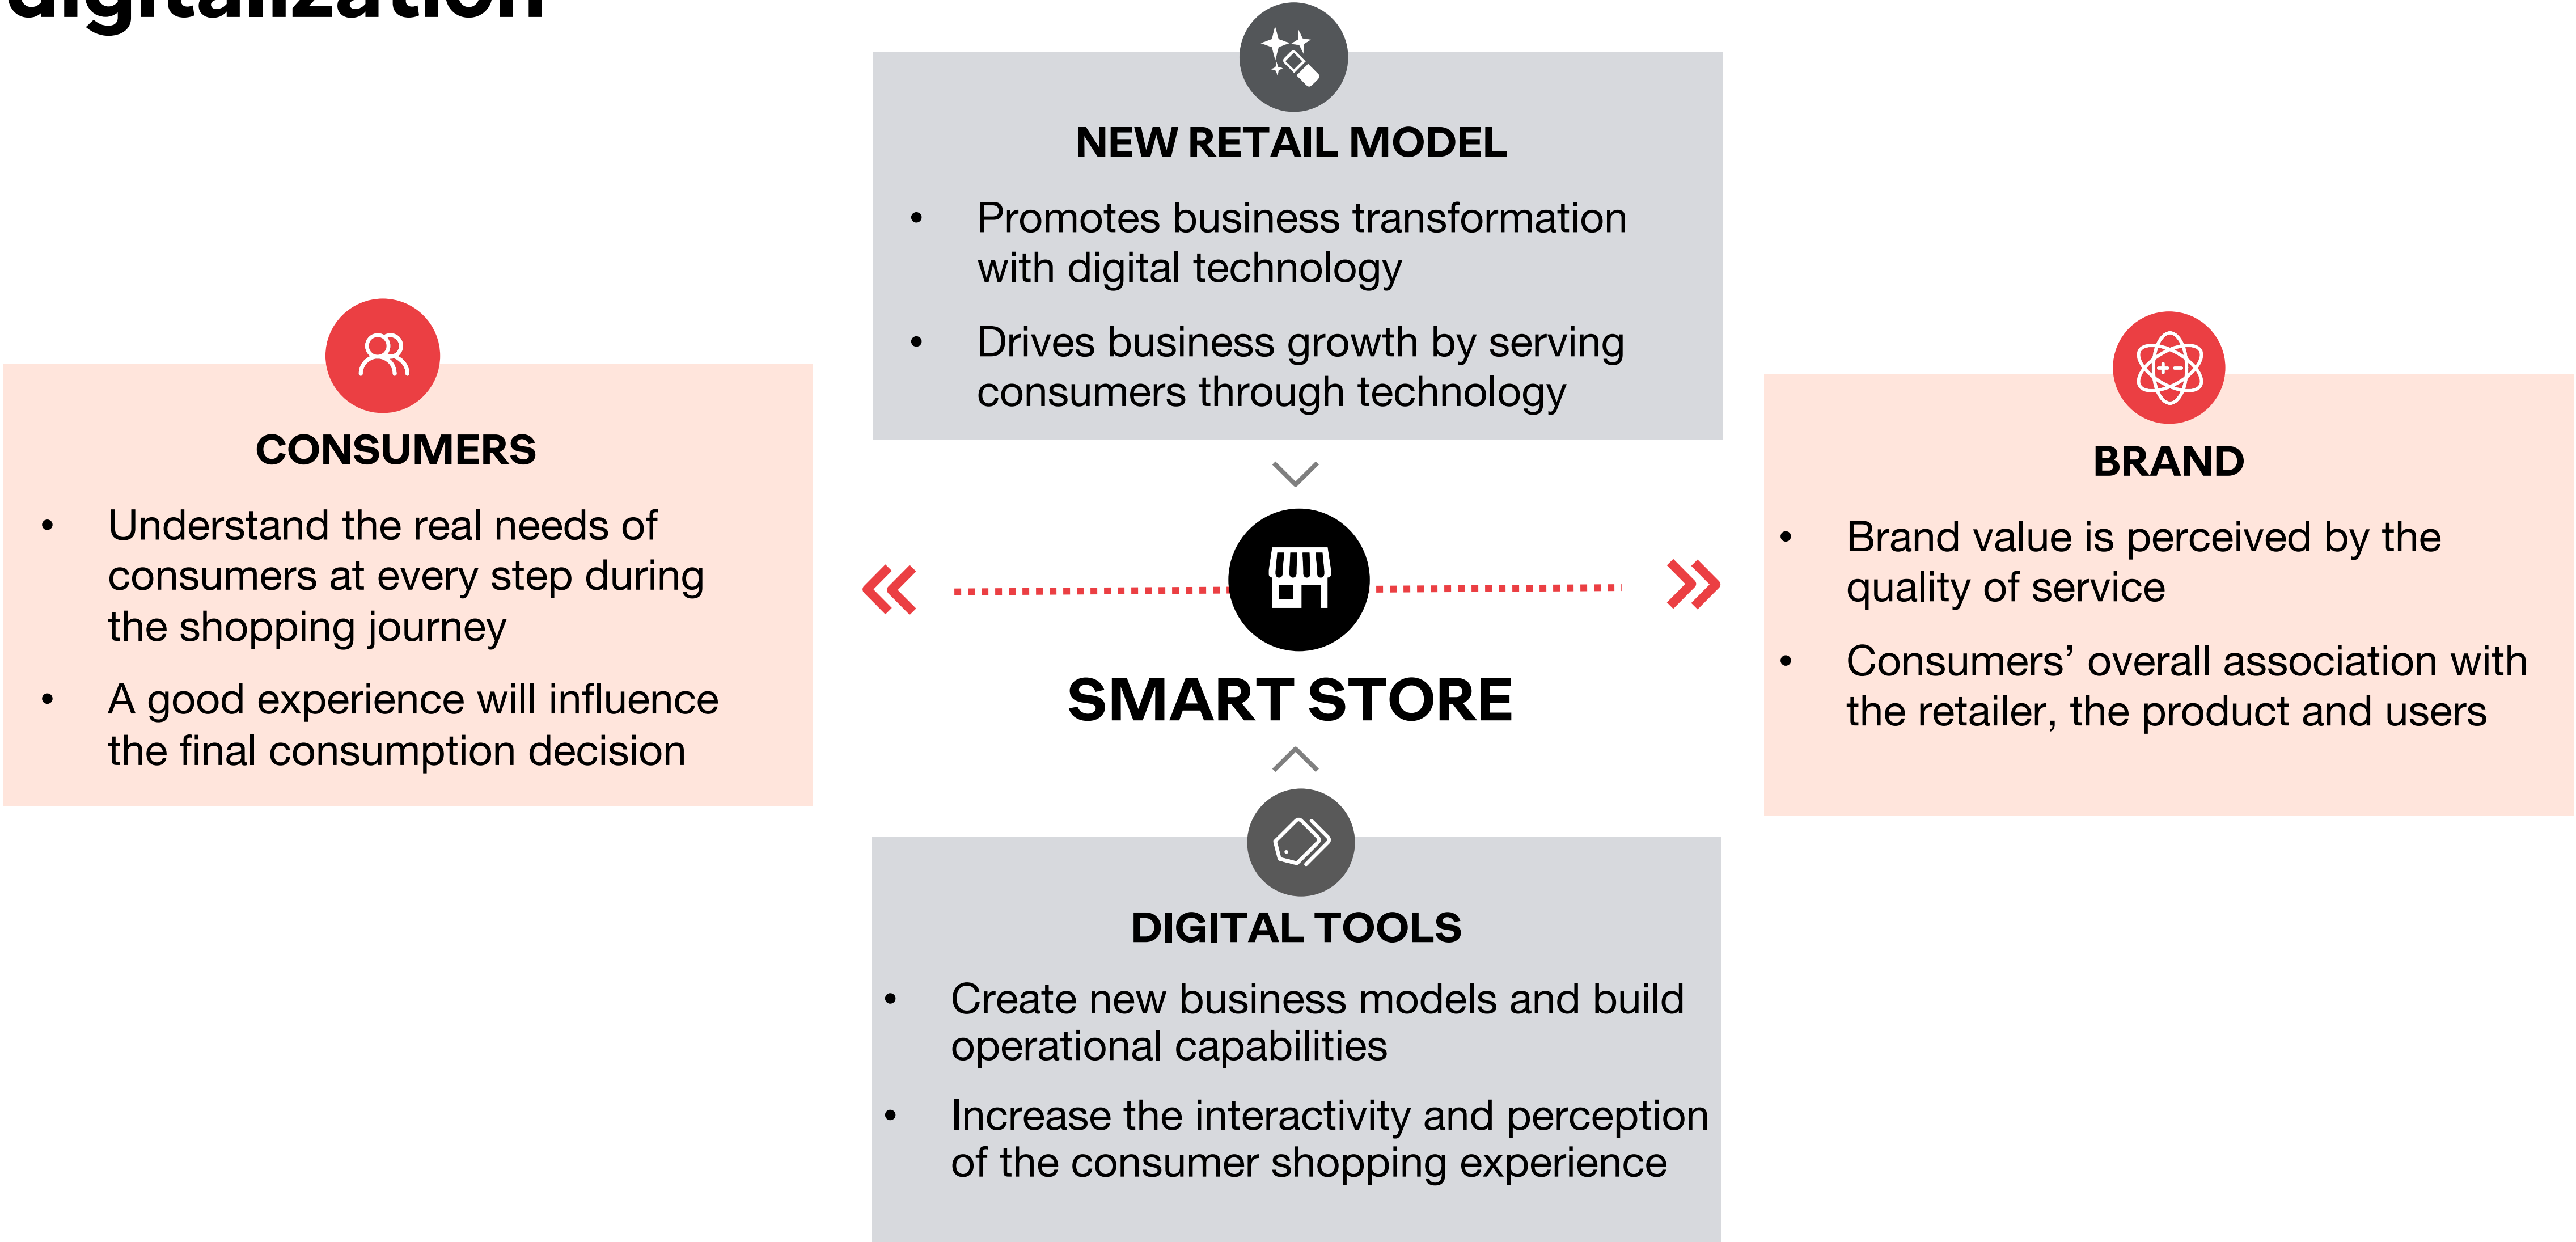 digitalization
NEW RETAIL MODEL
• Promotes business transformation
with digital technology
• Drives business growth by serving
consumers through technology
CONSUMERS
• Understand the real needs of
consumers at every step during
the shopping journey
• A good experience will influence
the final consumption decision
SMART STORE
BRAND
• Brand value is perceived by the
quality of service
• Consumers’ overall association with
the retailer, the product and users
DIGITAL TOOLS
• Create new business models and build
operational capabilities
• Increase the interactivity and perception
of the consumer shopping experience